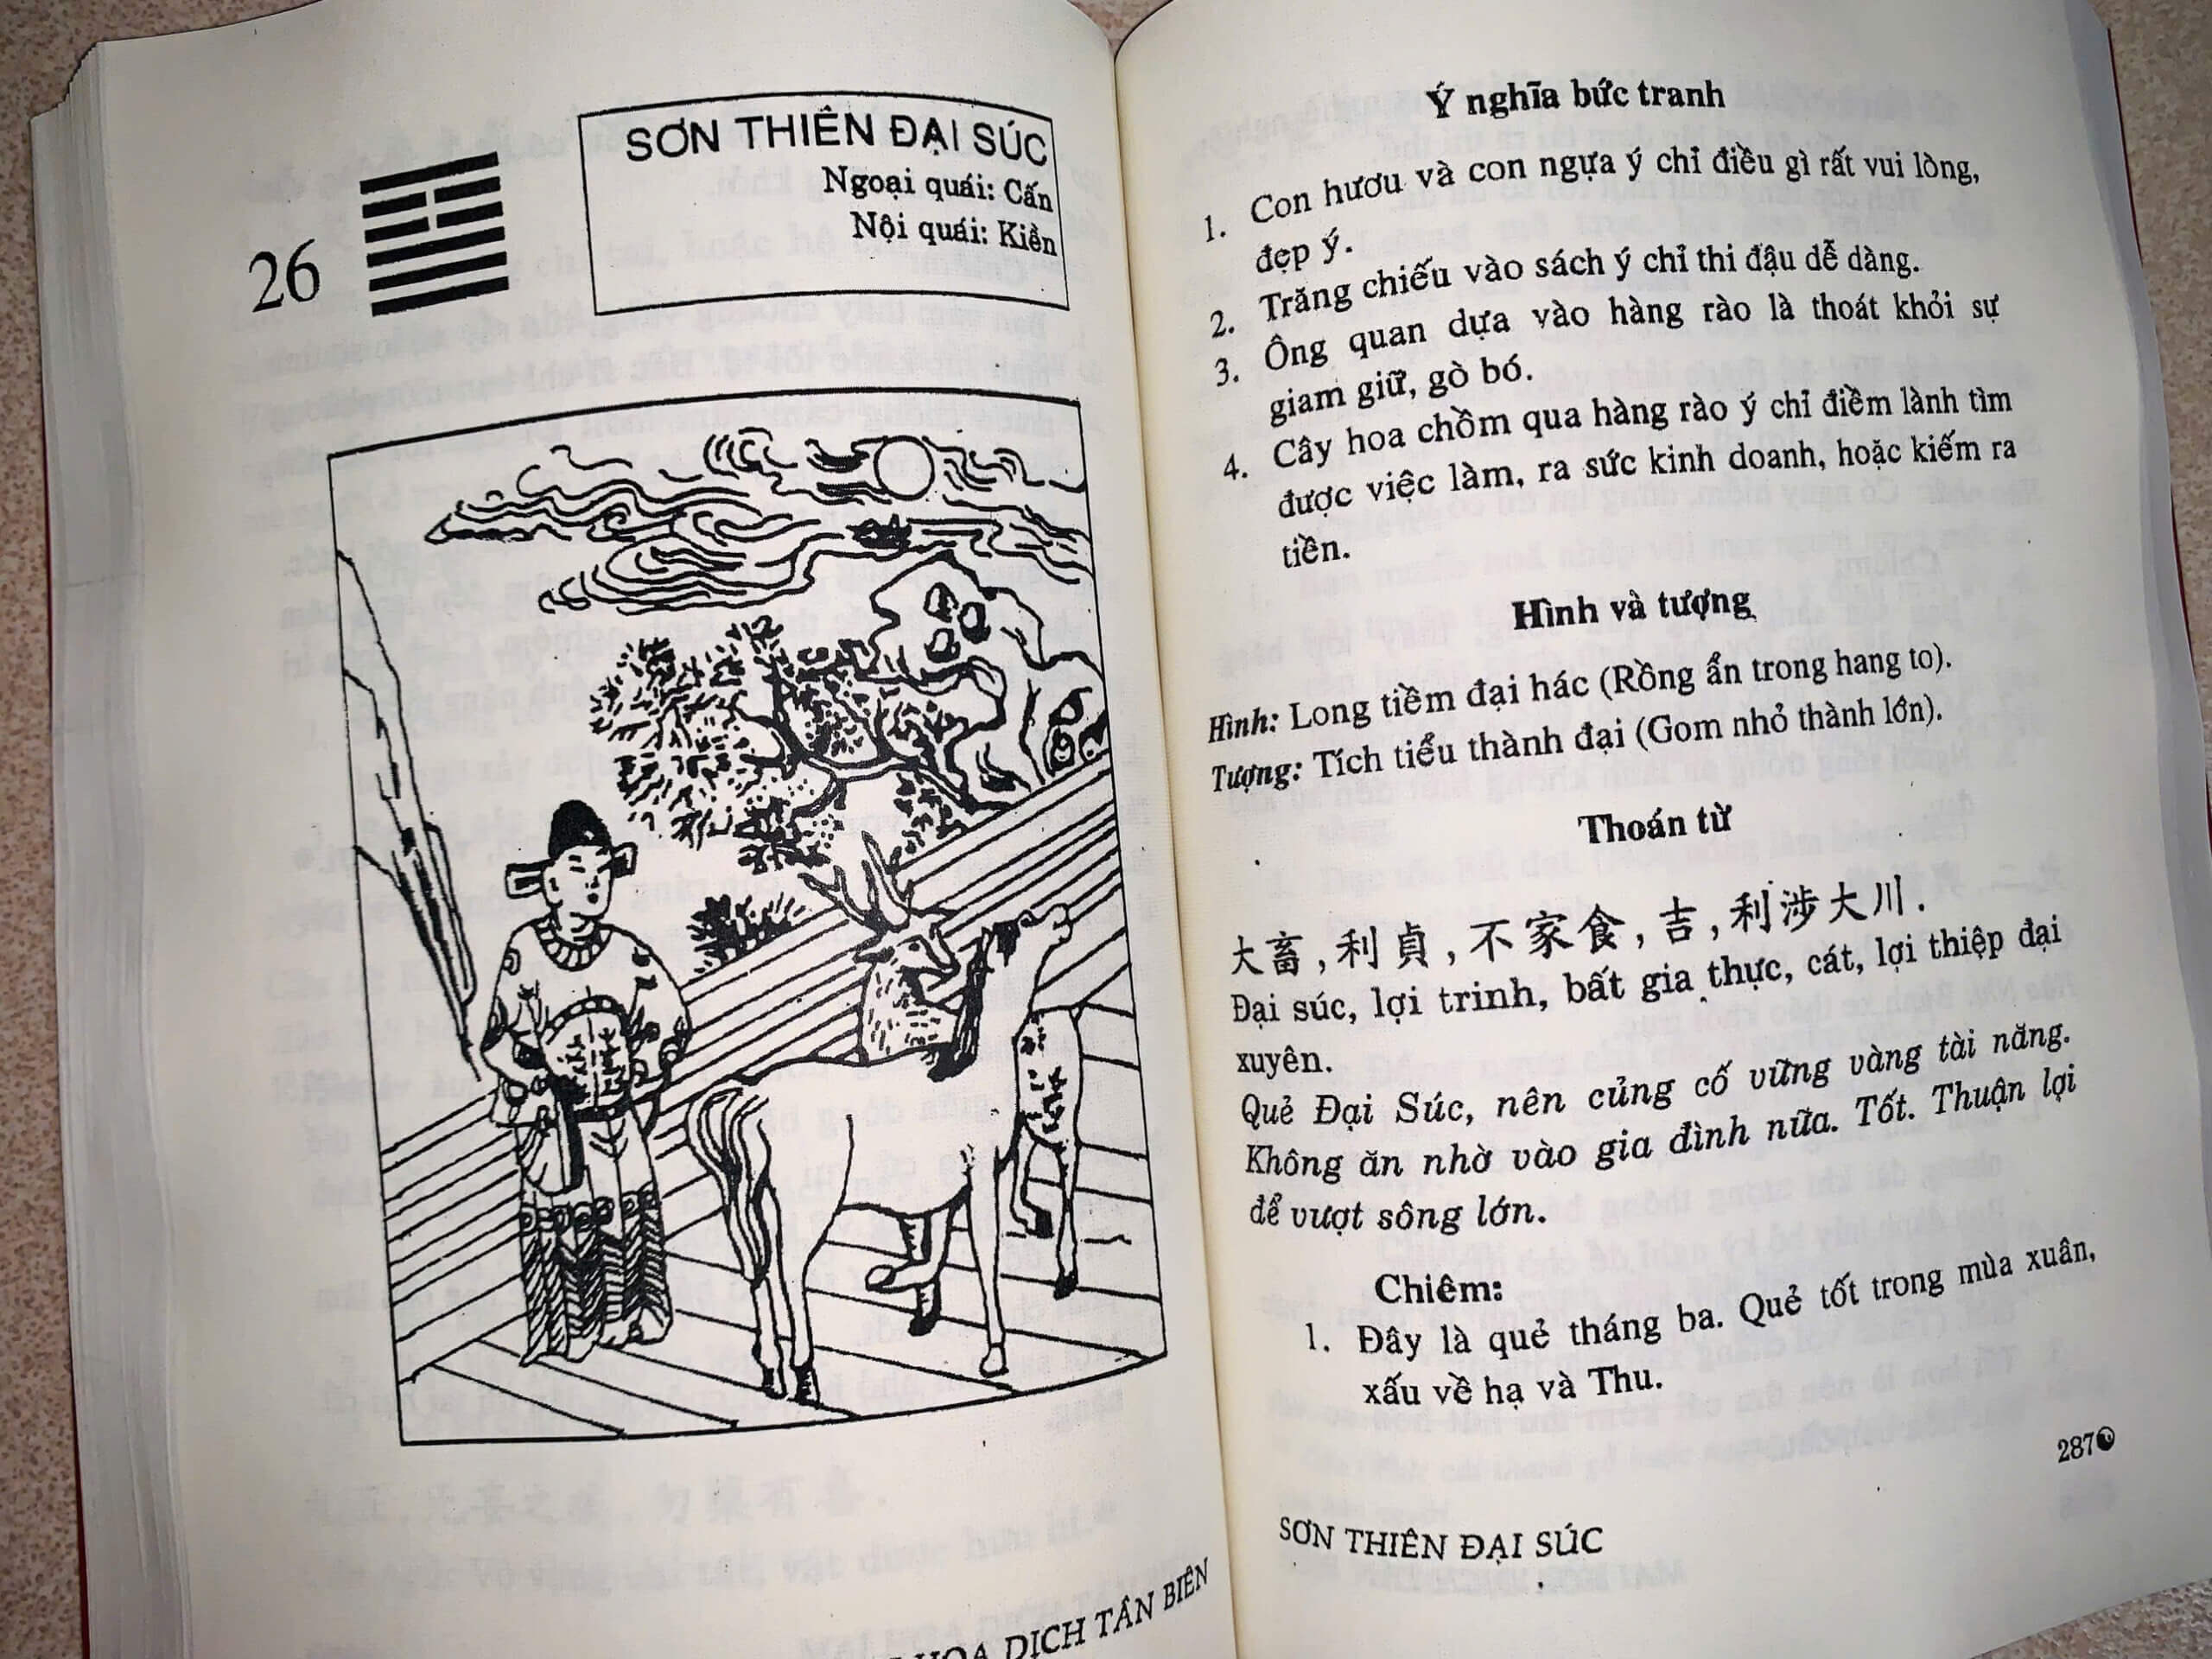 26
SƠN THIÊN ĐẠI SÚC
Ngoại quái: Cấn
Nội quái: Kiền
HOA DỊCH TÂN BIÊN
Ý nghĩa bức tranh
1. Con hươu và con ngựa ý chỉ điều gì rất vui lòng,
đẹp ý.
2. Trăng chiếu vào sách ý chỉ thi đậu dễ dàng.
3. Ông quan dựa vào hàng rào là thoát khỏi sự
giam giữ, gò bó.
4. Cây hoa chồm qua hàng rào ý chỉ điềm lành tìm
được việc làm, ra sức kinh doanh, hoặc kiếm ra
tiền.
Hình và tượng
Hình: Long tiềm đại hác (Rồng ẩn trong hang to).
Tượng: Tích tiểu thành đại (Gom nhỏ thành lớn).
Thoán từ
大畜,利貞,不家食,吉,利涉大川.
Đại súc, lợi trinh, bất gia thực, cát, lợi thiệp đại
xuyên.
Quẻ Đại Súc, nên củng cố vững vàng tài năng.
Không ăn nhờ vào gia đình nữa. Tốt. Thuận lợi
để vượt sông lớn.
Chiêm:
1. Đây là quẻ tháng ba. Quẻ tốt trong mùa xuân,
xấu về hạ và Thu.
287
SƠN THIÊN ĐẠI SÚC